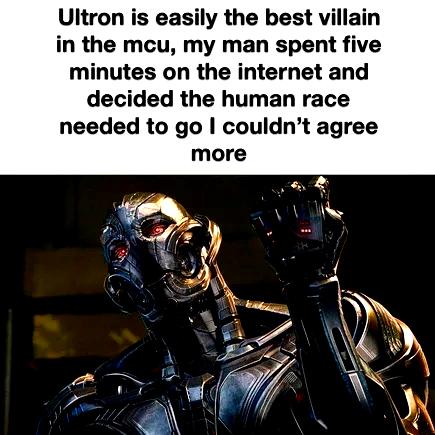 Ultron is easily the best villain
in the mcu, my man spent five
minutes on the internet and
decided the human race
needed to go I couldn’t agree
more